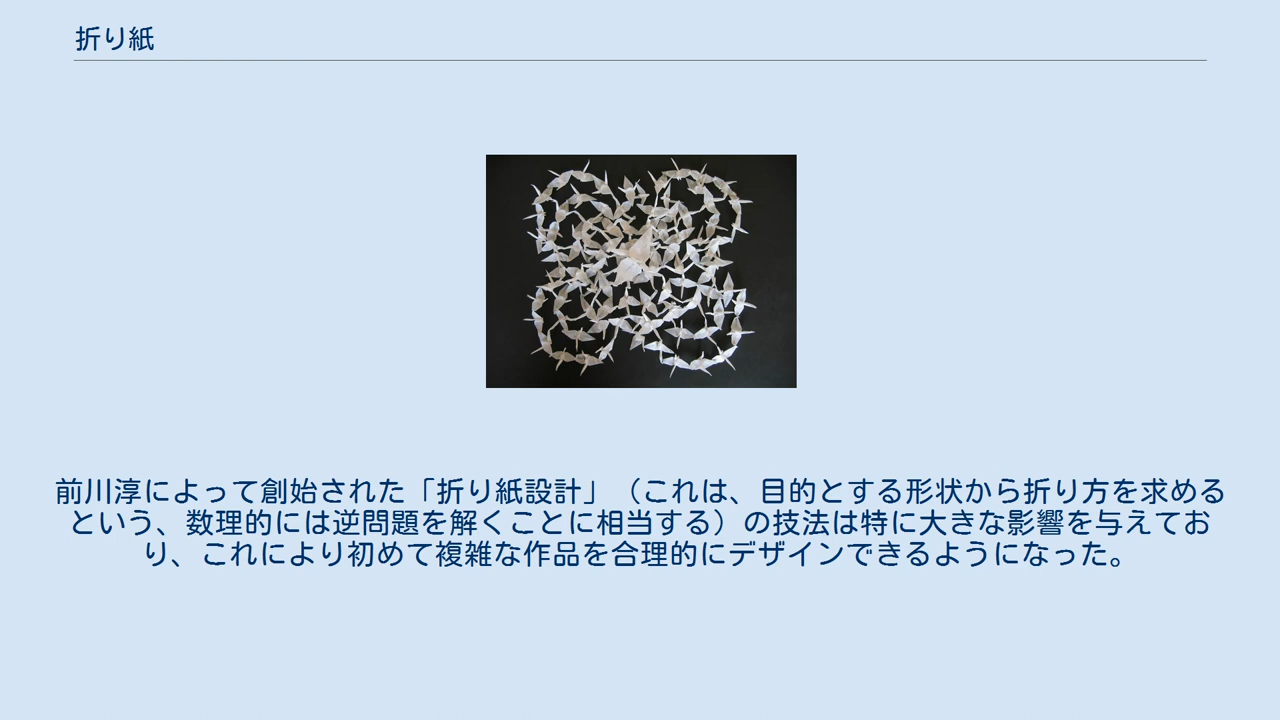 折り紙
前川淳によって創始された「折り紙設計」（これは、目的とする形状から折り方を求める
という、数理的には逆問題を解くことに相当する）の技法は特に大きな影響を与えてお
り、これにより初めて複雑な作品を合理的にデザインできるようになった。